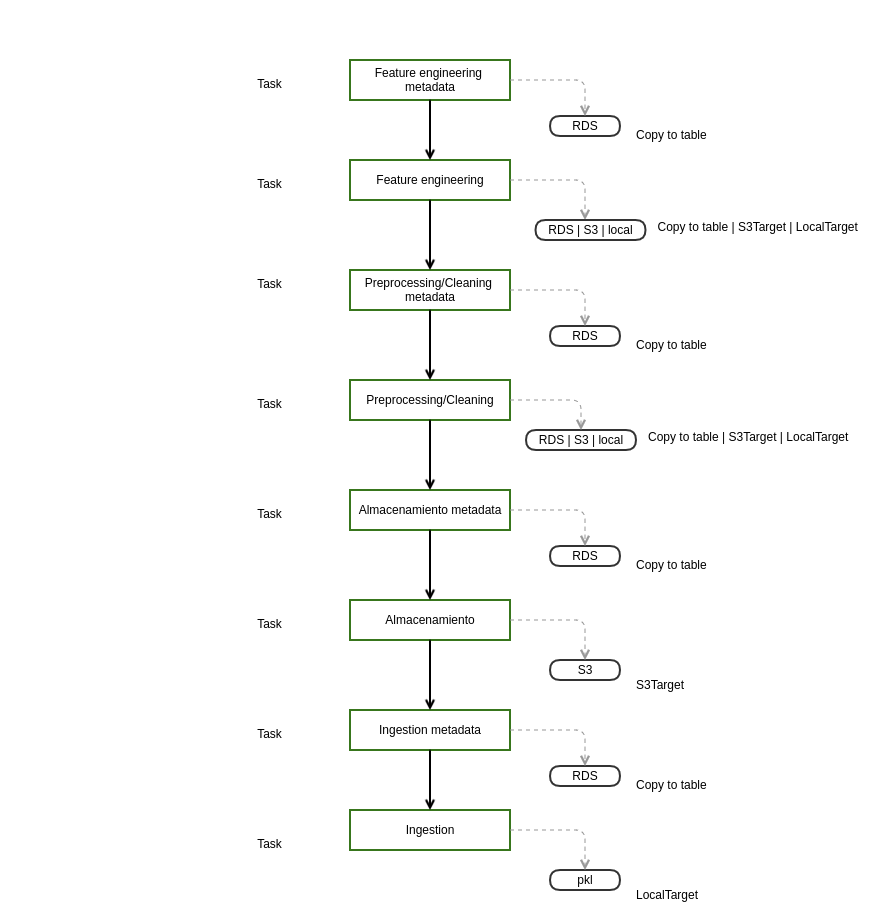 Task
Feature engineering
metadata
RDS
Copy to table
Task
Feature engineering
RDS | S3 | local
Copy to table | S3Target | LocalTarget
Task
Preprocessing/Cleaning
metadata
RDS
Copy to table
Task
Preprocessing/Cleaning
RDS | S3 | local
Copy to table | S3Target | LocalTarget
Task
Almacenamiento metadata
RDS
Copy to table
Task
Almacenamiento
S3
S3Target
Task
Ingestion metadata
RDS
Copy to table
Task
Ingestion
pkl
LocalTarget